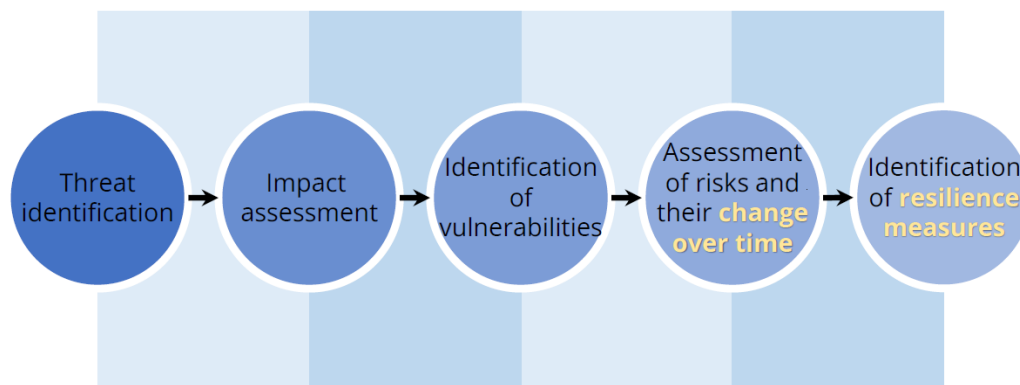 Threat
identification
Impact
assessment
Identification
of
vulnerabilities
Assessment
of risks and
their change
over time
Identification
of resilience
measures